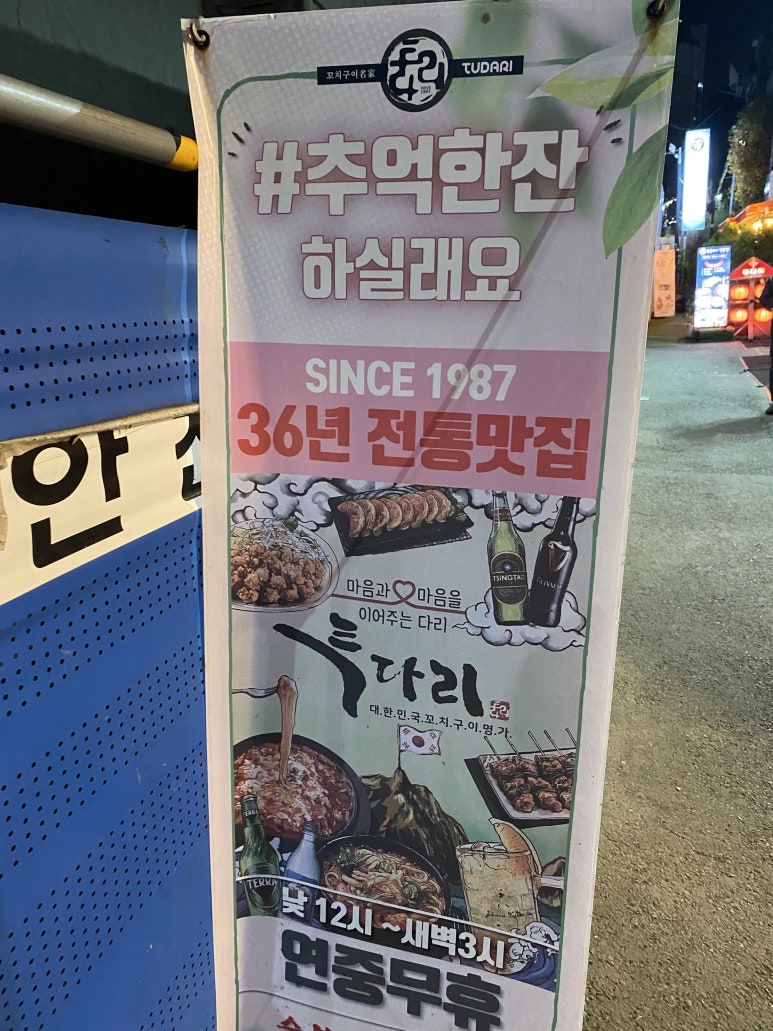 꼬치구이名家
TUDARI
SINCE 1987
#추억한잔
하실래요
SINCE 1987
36년 전통맛집
TSINGTAO
GUINNESS
마음과 마음을
이어주는 다리
투다리
대.한.민.국.꼬.치.구.이.명.가.
TERRA
TERRA
낮 12시 ~새벽3시
연중무휴
안